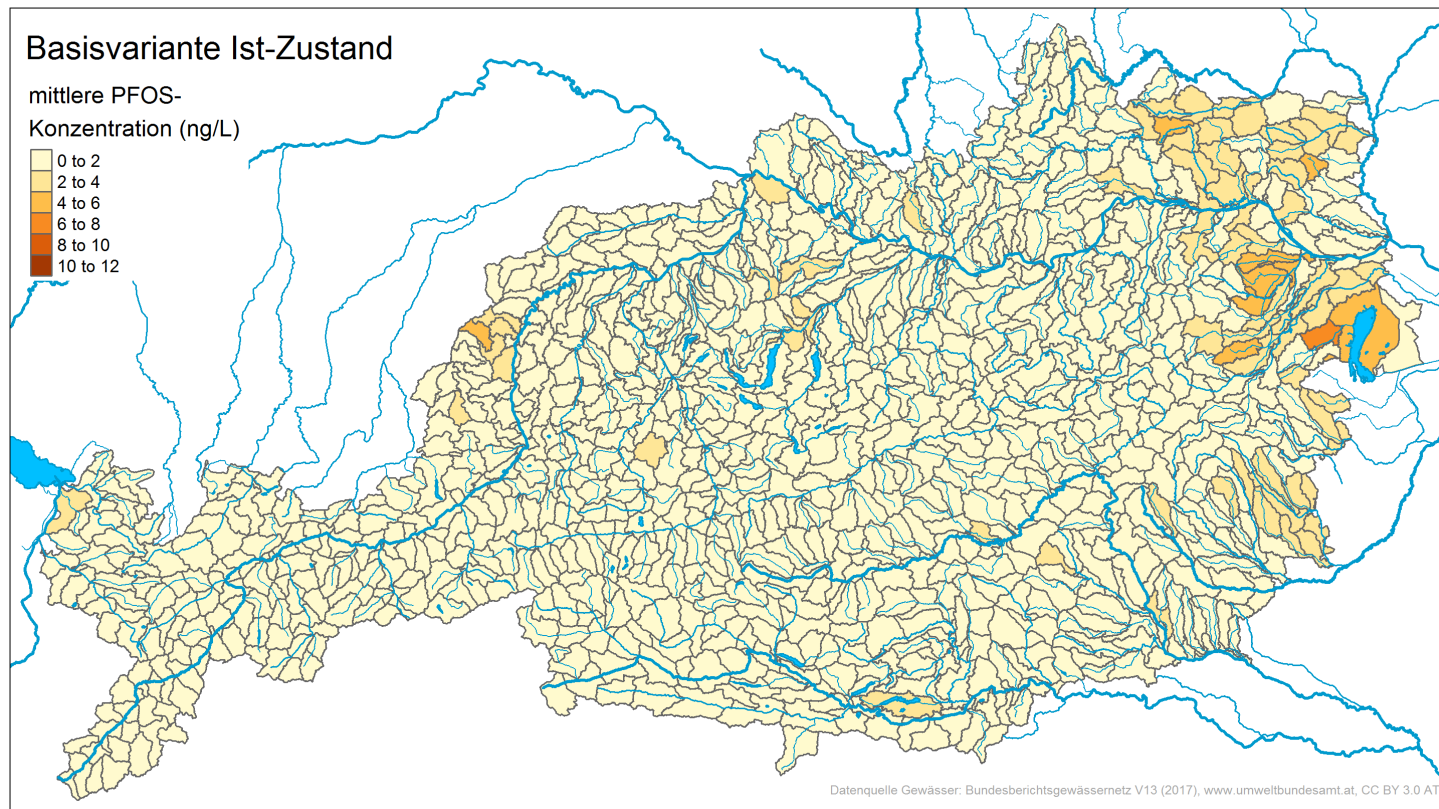 Basisvariante Ist-Zustand
mittlere PFOS-
Konzentration (ng/L)
0 to 2
2 to 4
4 to 6
6 to 8
8 to 10
10 to 12
Datenquelle Gewässer: Bundesberichtsgewässernetz V13 (2017), www.umweltbundesamt.at, CC BY 3.0 AT